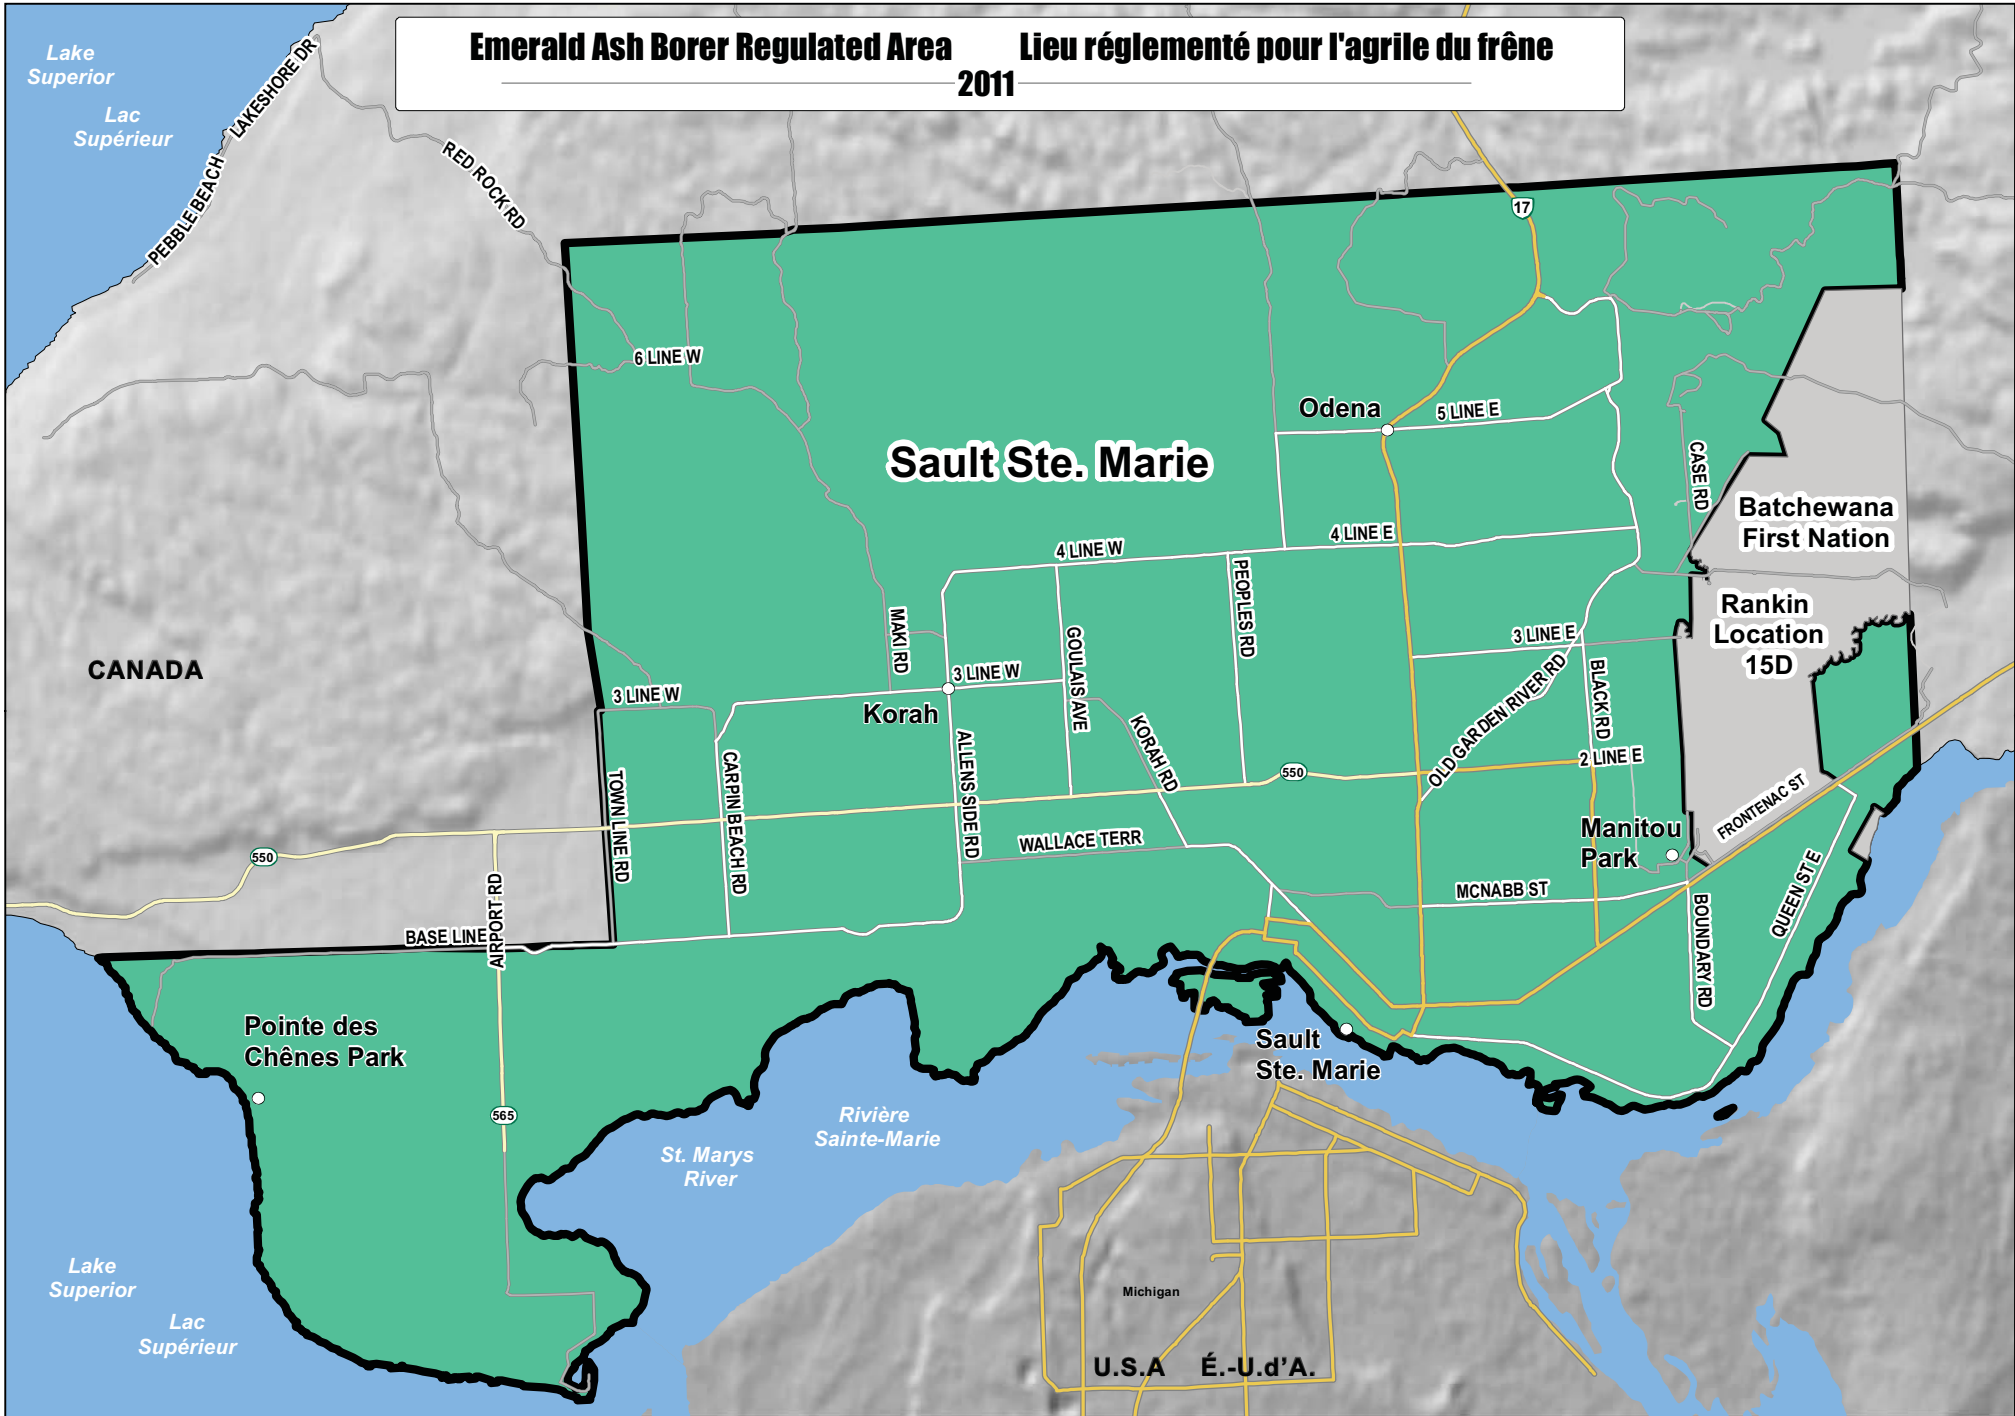 Emerald Ash Borer Regulated Area
Lieu réglementé pour l'agrile du frêne
2011
Lake
Superior
Lac
Supérieur
LAKESHORE DR
PEBBLE BEACH
RED ROCK RD
17
6 LINE W
Odena
5 LINE E
Sault Ste. Marie
CASE RD
Batchewana
First Nation
4 LINE W
4 LINE E
PEOPLES RD
MAKI RD
GOULAIS AVE
Rankin
Location
15D
3 LINE E
CANADA
3 LINE W
3 LINE W
Korah
KORAH RD
OLD GARDEN RIVER RD
BLACK RD
ALLENS SIDE RD
CARPIN BEACH RD
TOWN LINE RD
550
2 LINE E
FRONTENAC ST
Manitou
Park
WALLACE TERR
550
MCNABB ST
QUEEN ST E
BOUNDARY RD
AIRPORT RD
BASE LINE
Pointe des
Chênes Park
Sault
Ste. Marie
565
Rivière
Sainte-Marie
St. Marys
River
Lake
Superior
Lac
Supérieur
Michigan
U.S.A
É.-U.d'A.